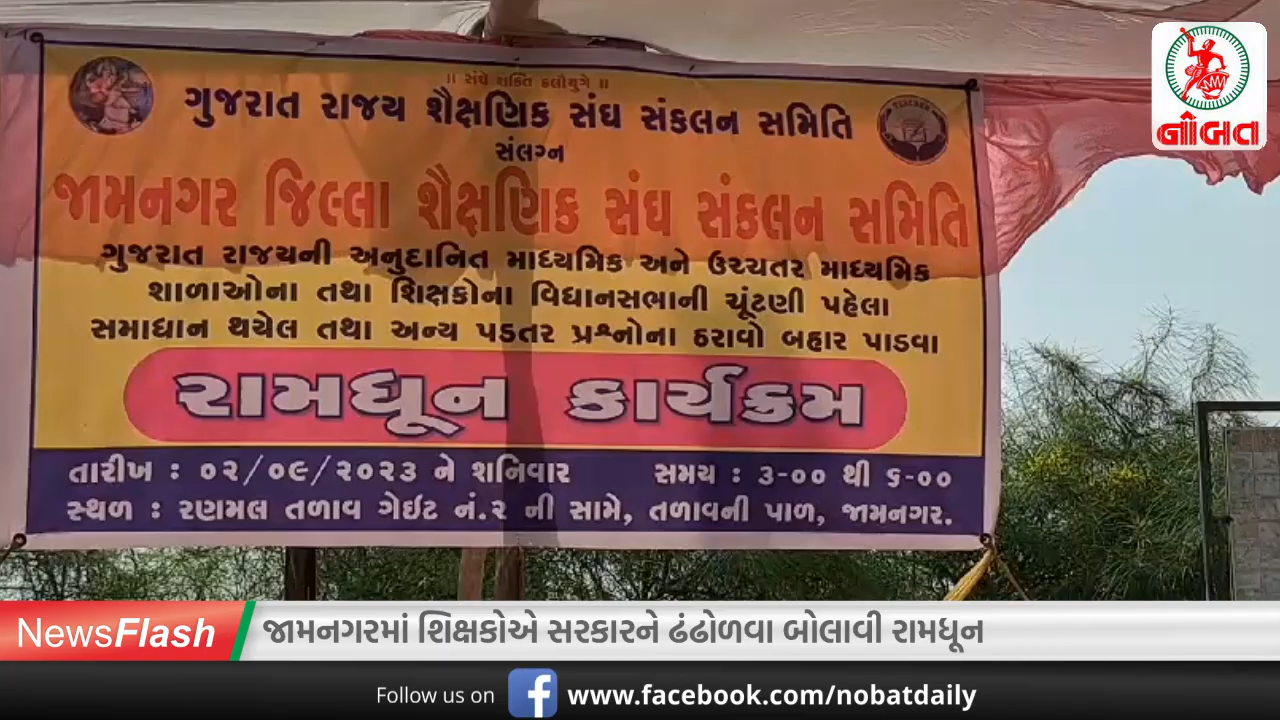 ॥ સંઘે શક્તિ કલૌયુગે ॥
ગુજરાત રાજય શૈક્ષણિક સંઘ સંકલન સમિતિ
સંલગ્ન
જામનગર જિલ્લા શૈક્ષણિક સંઘ સંકલન સમિતિ
ગુજરાત રાજયની અનુદાનિત માધ્યમિક અને ઉચ્ચતર માધ્યમિક
શાળાઓના તથા શિક્ષકોના વિધાનસભાની ચૂંટણી પહેલા
સમાધાન થયેલ તથા અન્ય પડતર પ્રશ્નોના ઠરાવો બહાર પાડવા
રામધૂન કાર્યક્રમ
તારીખ : ૦૨/૦૯/૨૦૨૩ ને શનિવાર સમય : ૩-૦૦ થી ૬-૦૦
સ્થળ : રણમલ તળાવ ગેઈટ નં.૨ ની સામે, તળાવની પાળ, જામનગર.
નોબત
NewsFlash જામનગરમાં શિક્ષકોએ સરકારને ઢંઢોળવા બોલાવી રામધૂન
Follow us on f www.facebook.com/nobatdaily